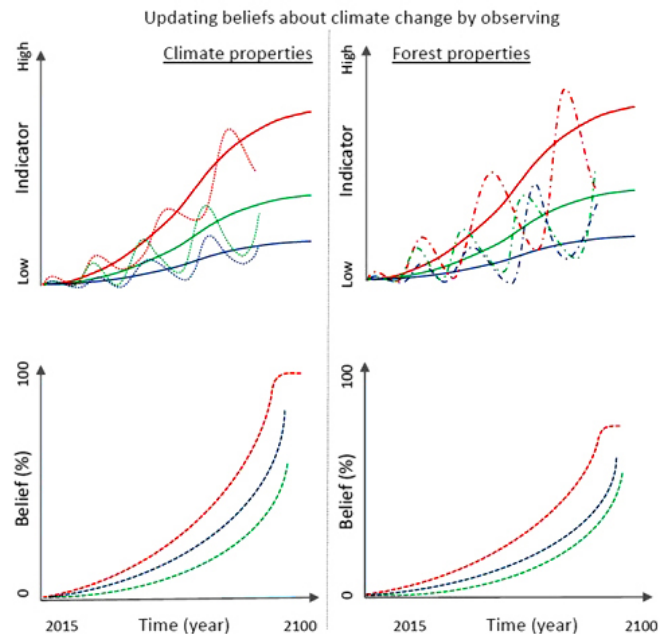 Updating beliefs about climate change by observing
Climate properties
Forest properties
High
Indicator
Low
High
Indicator
Low
100
Belief (%)
0
100
Belief (%)
0
2015 Time (year) 2100
2015 Time (year) 2100